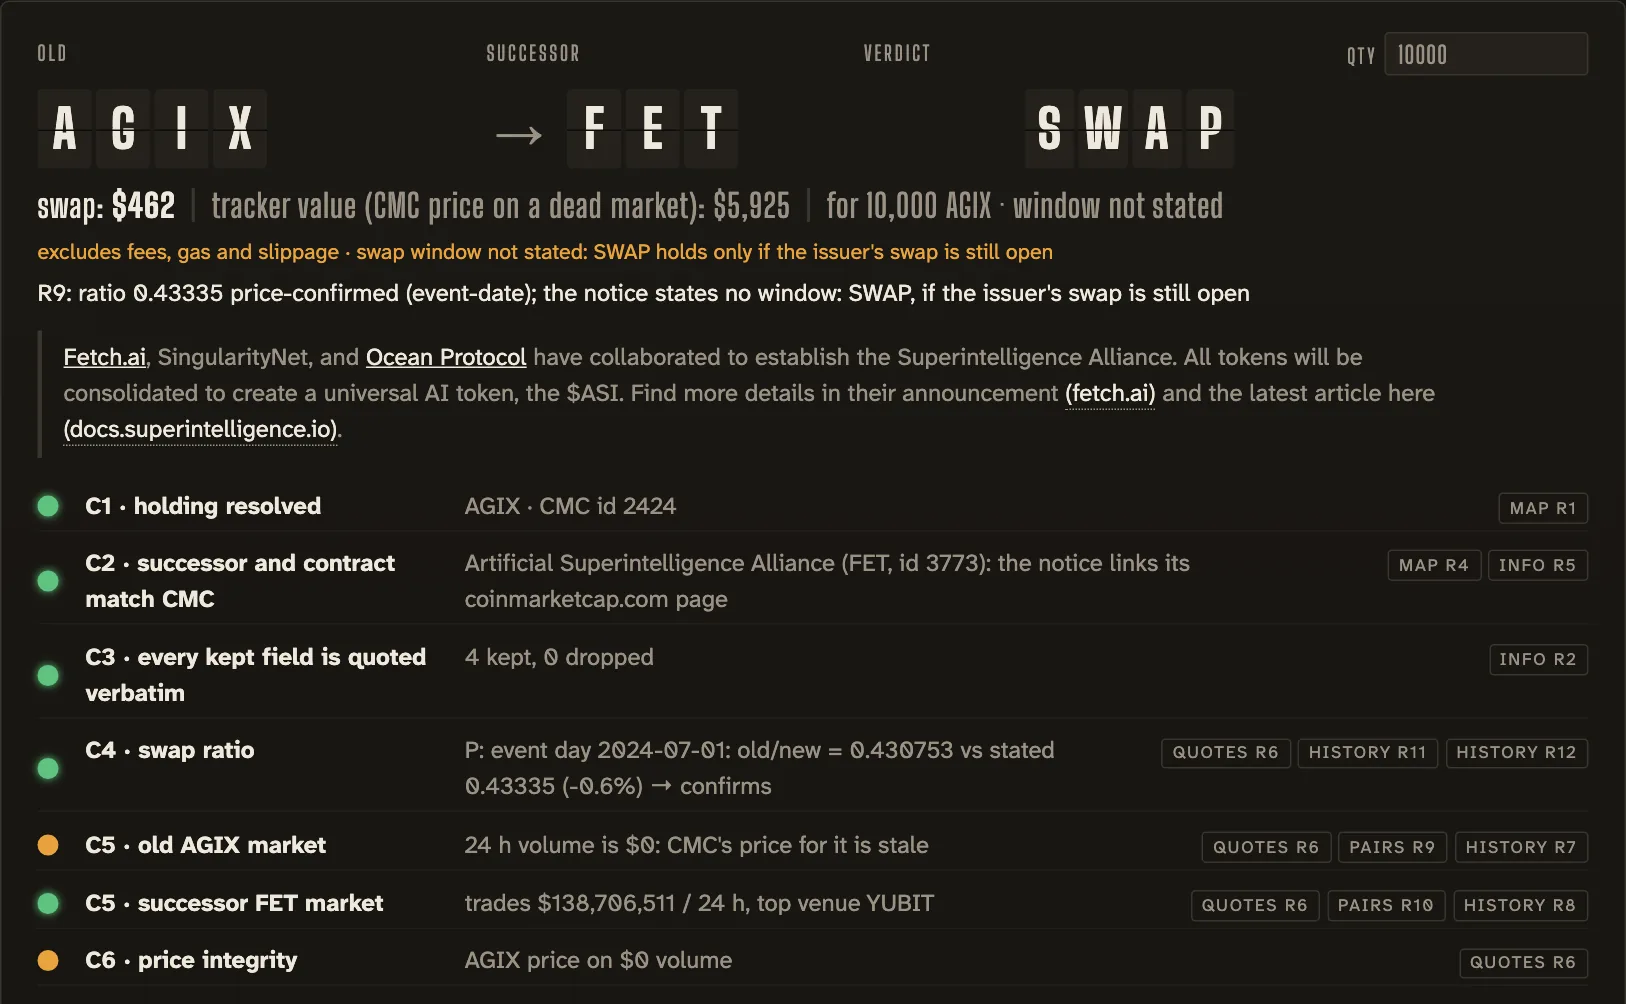 OLD SUCCESSOR VERDICT QTY 10000
AGIX → FET SWAP
swap: $462 | tracker value (CMC price on a dead market): $5,925 | for 10,000 AGIX · window not stated
excludes fees, gas and slippage · swap window not stated: SWAP holds only if the issuer's swap is still open
R9: ratio 0.43335 price-confirmed (event-date); the notice states no window: SWAP, if the issuer's swap is still open
Fetch.ai, SingularityNet, and Ocean Protocol have collaborated to establish the Superintelligence Alliance. All tokens will be
consolidated to create a universal AI token, the $ASI. Find more details in their announcement (fetch.ai) and the latest article here
(docs.superintelligence.io).
C1 · holding resolved AGIX · CMC id 2424 MAP R1
C2 · successor and contract Artificial Superintelligence Alliance (FET, id 3773): the notice links its MAP R4 INFO R5
match CMC coinmarketcap.com page
C3 · every kept field is quoted 4 kept, 0 dropped INFO R2
verbatim
C4 · swap ratio P: event day 2024-07-01: old/new = 0.430753 vs stated QUOTES R6 HISTORY R11 HISTORY R12
0.43335 (-0.6%) → confirms
C5 · old AGIX market 24 h volume is $0: CMC's price for it is stale QUOTES R6 PAIRS R9 HISTORY R7
C5 · successor FET market trades $138,706,511 / 24 h, top venue YUBIT QUOTES R6 PAIRS R10 HISTORY R8
C6 · price integrity AGIX price on $0 volume QUOTES R6